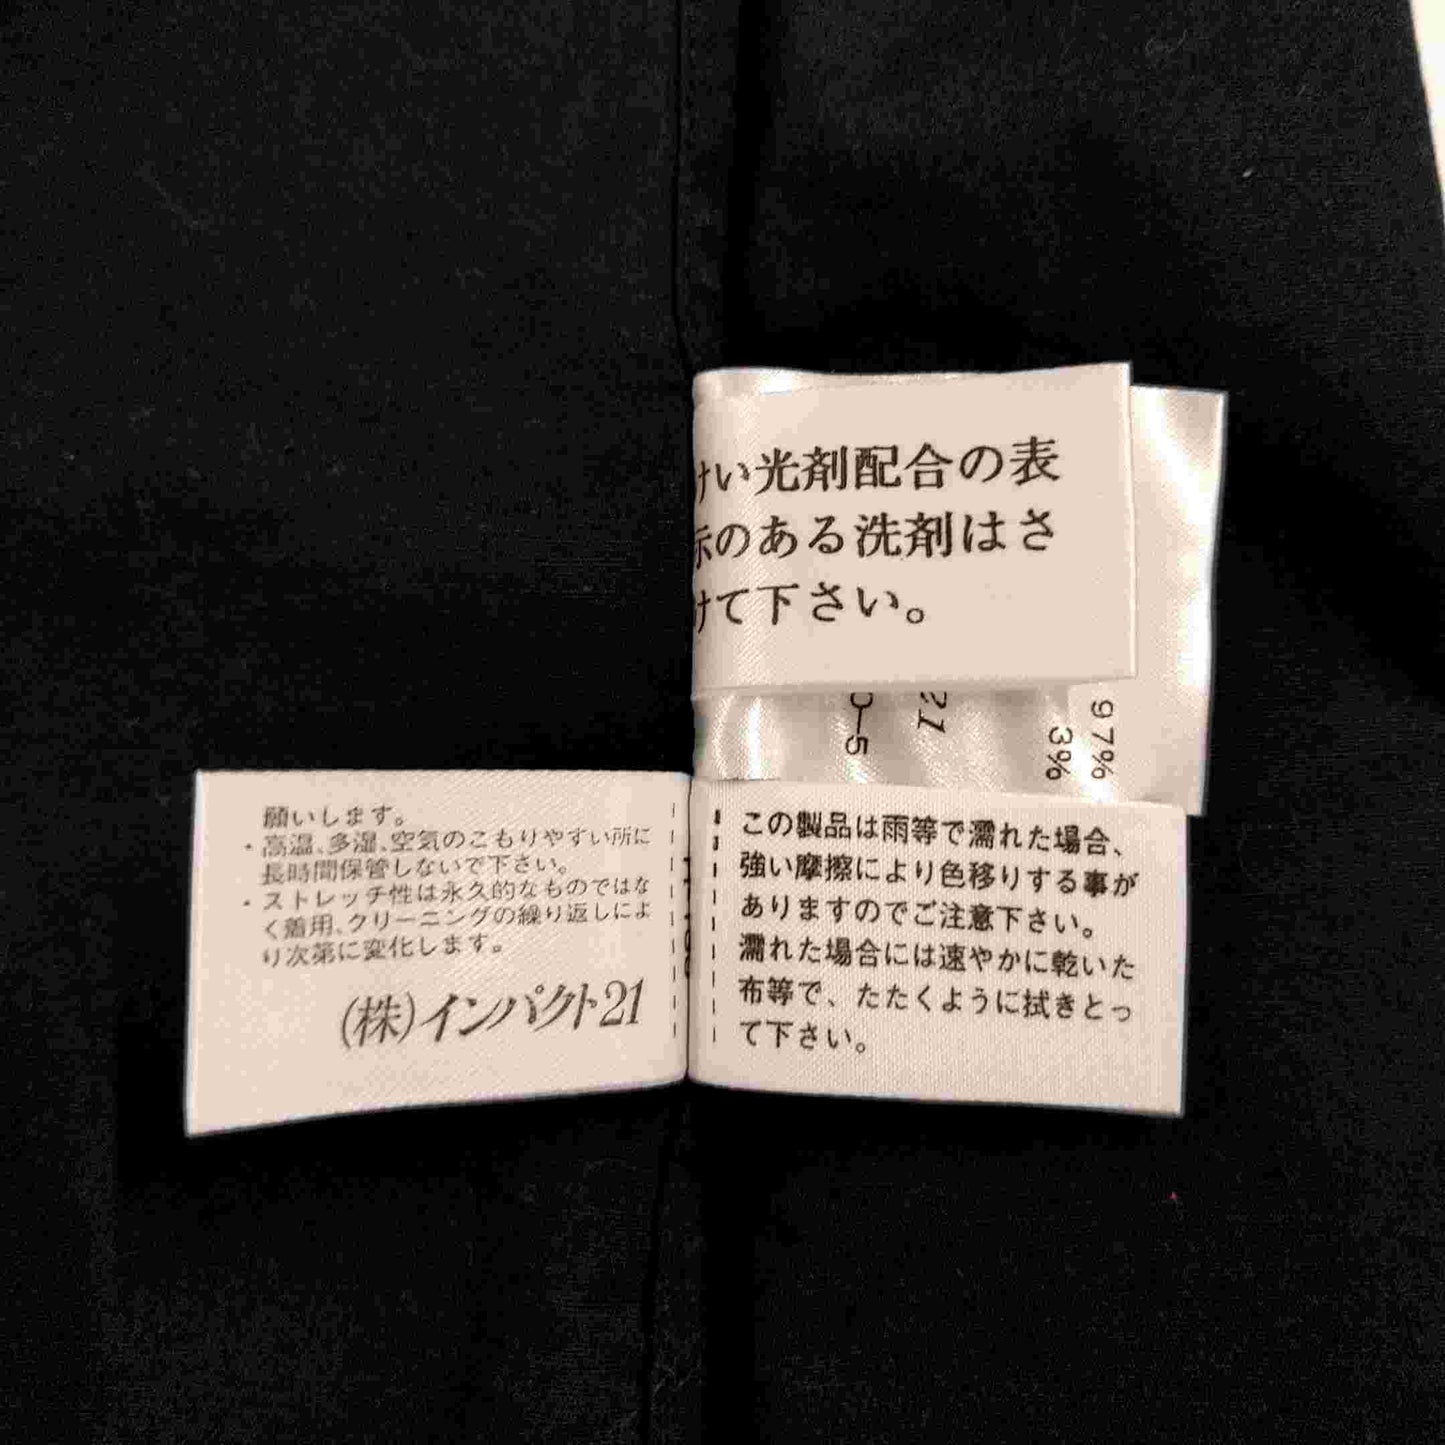 けい光剤配合の表
示のある洗剤はさ
けて下さい。
21
97%
3%
願いします。
・高温、多湿、空気のこもりやすい所に
長時間保管しないで下さい。
・ストレッチ性は永久的なものではな
く着用、クリーニングの繰り返しによ
り次第に変化します。
(株)インパクト21
この製品は雨等で濡れた場合、
強い摩擦により色移りする事が
ありますのでご注意下さい。
濡れた場合には速やかに乾いた
布等で、たたくように拭きとっ
て下さい。